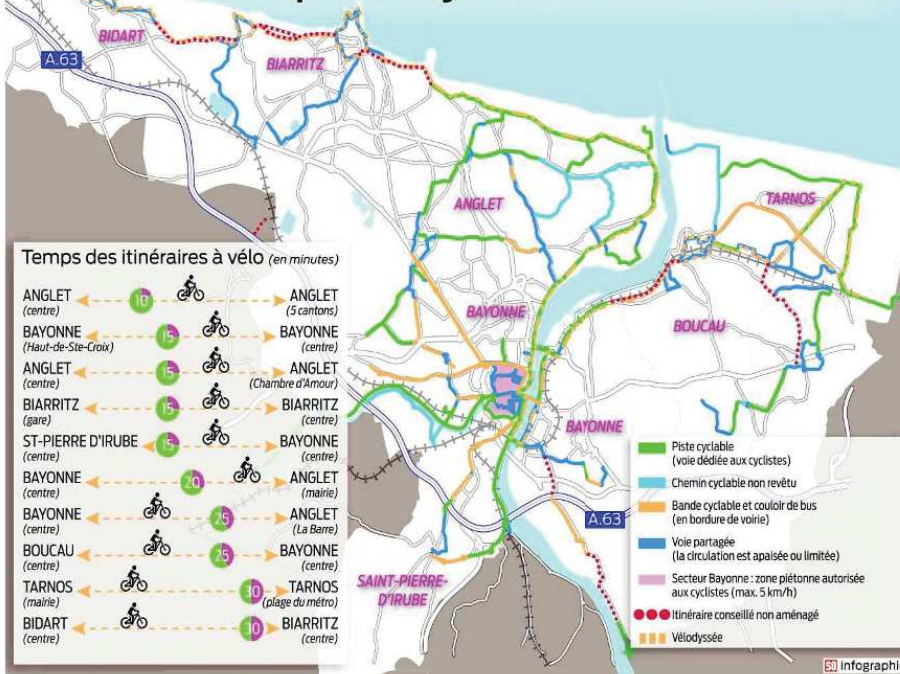 BIDART
A.63
BIARRITZ
ANGLET
TARNOS
BAYONNE
BOUCAU
BAYONNE
A.63
SAINT-PIERRE-
D'IRUBE
Temps des itinéraires à vélo (en minutes)
ANGLET 10 ANGLET
(centre) (5 cantons)
BAYONNE 15 BAYONNE
(Haut-de-Ste-Croix) (centre)
ANGLET 15 ANGLET
(centre) (Chambre d'Amour)
BIARRITZ 15 BIARRITZ
(gare) (centre)
ST-PIERRE D'IRUBE 15 BAYONNE
(centre) (centre)
BAYONNE 20 ANGLET
(centre) (mairie)
BAYONNE 25 ANGLET
(centre) (La Barre)
BOUCAU 25 BAYONNE
(centre) (centre)
TARNOS 30 TARNOS
(mairie) (plage du métro)
BIDART 30 BIARRITZ
(centre) (centre)
Piste cyclable
(voie dédiée aux cyclistes)
Chemin cyclable non revêtu
Bande cyclable et couloir de bus
(en bordure de voirie)
Voie partagée
(la circulation est apaisée ou limitée)
Secteur Bayonne : zone piétonne autorisée
aux cyclistes (max. 5 km/h)
Itinéraire conseillé non aménagé
Vélodyssée
SO infographie